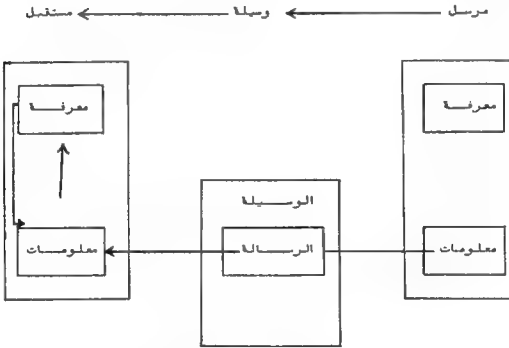 مرسل وسيلة مستقبل
معرفة معرفة
الوسيلة
معلومات الرسالة معلومات